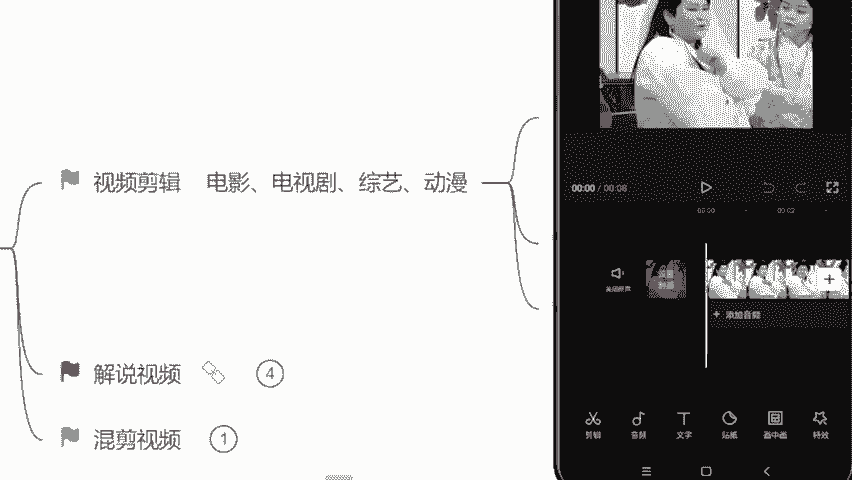 视频剪辑 电影、电视剧、综艺、动漫
解说视频 4
混剪视频 1
00:00 / 00:08
00:00 00:02
关闭原声 设置封面
+ 添加音频
剪辑 音频 文字 贴纸 画中画 特效